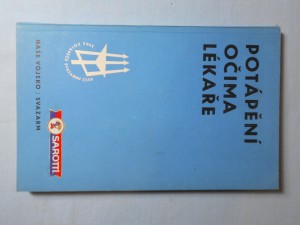 POTÁPĚNÍ
OČIMA
LÉKAŘE
NAŠE VOJSKO / SVAZARM
SAROTTI